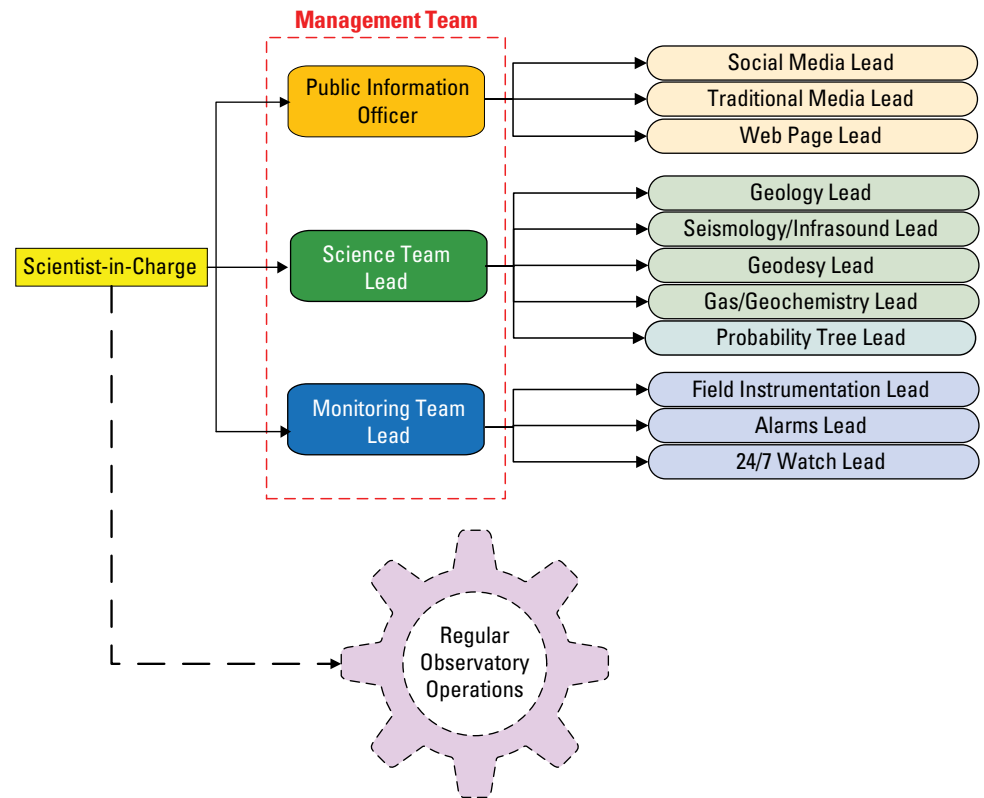 Management Team
Public Information
Officer
Social Media Lead
Traditional Media Lead
Web Page Lead
Scientist-in-Charge
Science Team
Lead
Geology Lead
Seismology/Infrasound Lead
Geodesy Lead
Gas/Geochemistry Lead
Probability Tree Lead
Monitoring Team
Lead
Field Instrumentation Lead
Alarms Lead
24/7 Watch Lead
Regular
Observatory
Operations